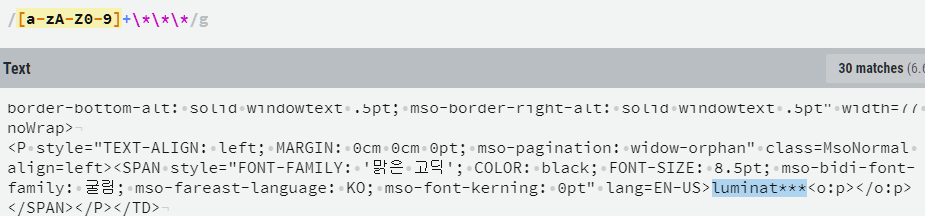 /[a-zA-Z0-9]+\*\*\*/g
Text
30 matches (6.6
border-bottom-alt: solid windowtext .5pt; mso-border-right-alt: solid windowtext .5pt" width=77
noWrap>
<P style="TEXT-ALIGN: left; MARGIN: 0cm 0cm 0pt; mso-pagination: widow-orphan" class=MsoNormal
align=left><SPAN style="FONT-FAMILY: '맑은 고딕'; COLOR: black; FONT-SIZE: 8.5pt; mso-bidi-font-
family: 굴림; mso-fareast-language: KO; mso-font-kerning: 0pt" lang=EN-US>luminat***<o:p></o:p>
</SPAN></P></TD>